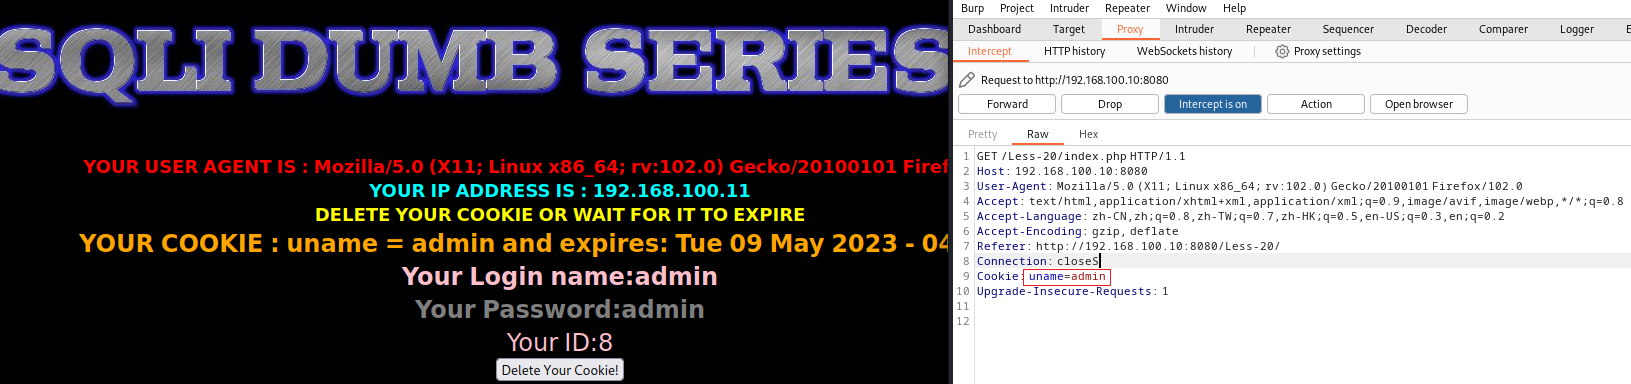 SQLI DUMB SERIES
YOUR USER AGENT IS : Mozilla/5.0 (X11; Linux x86_64; rv:102.0) Gecko/20100101 Firef
YOUR IP ADDRESS IS : 192.168.100.11
DELETE YOUR COOKIE OR WAIT FOR IT TO EXPIRE
YOUR COOKIE : uname = admin and expires: Tue 09 May 2023 - 04
Your Login name:admin
Your Password:admin
Your ID:8
Delete Your Cookie!
Burp Project Intruder Repeater Window Help
Dashboard Target Proxy Intruder Repeater Sequencer Decoder Comparer Logger E
Intercept HTTP history WebSockets history Proxy settings
Request to http://192.168.100.10:8080
Forward Drop Intercept is on Action Open browser
Pretty Raw Hex
1 GET /Less-20/index.php HTTP/1.1
2 Host: 192.168.100.10:8080
3 User-Agent: Mozilla/5.0 (X11; Linux x86_64; rv:102.0) Gecko/20100101 Firefox/102.0
4 Accept: text/html,application/xhtml+xml,application/xml;q=0.9,image/avif,image/webp,*/*;q=0.8
5 Accept-Language: zh-CN,zh;q=0.8,zh-TW;q=0.7,zh-HK;q=0.5,en-US;q=0.3,en;q=0.2
6 Accept-Encoding: gzip, deflate
7 Referer: http://192.168.100.10:8080/Less-20/
8 Connection: closeS
9 Cookie: uname=admin
10 Upgrade-Insecure-Requests: 1
11
12